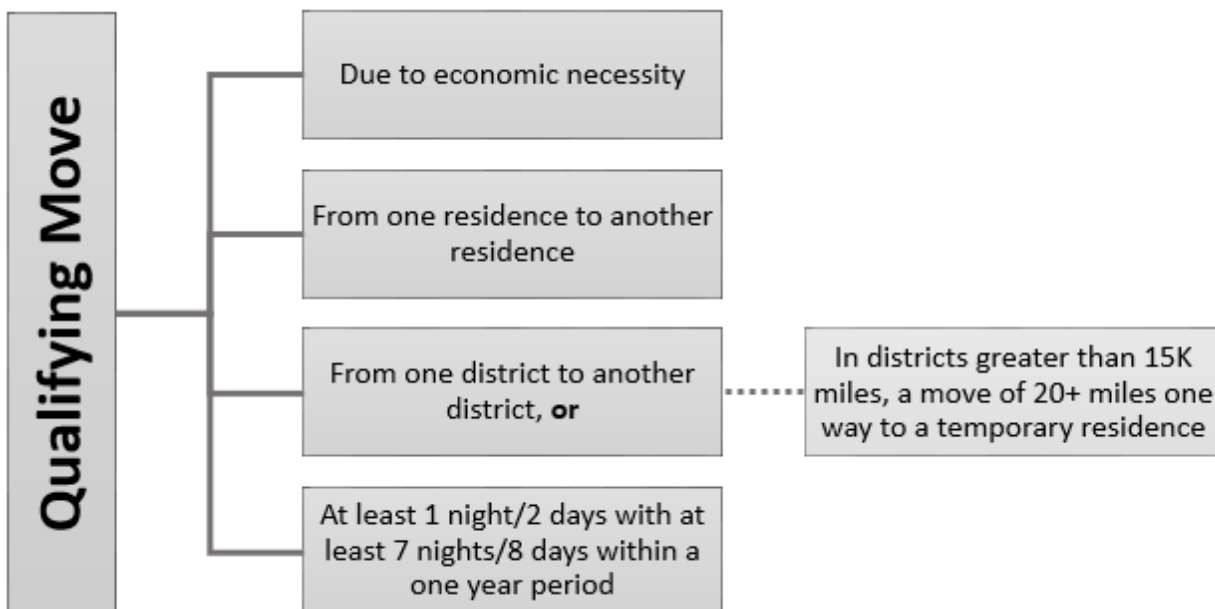 Qualifying Move
Due to economic necessity
From one residence to another
residence
From one district to another
district, or
In districts greater than 15K
miles, a move of 20+ miles one
way to a temporary residence
At least 1 night/2 days with at
least 7 nights/8 days within a
one year period